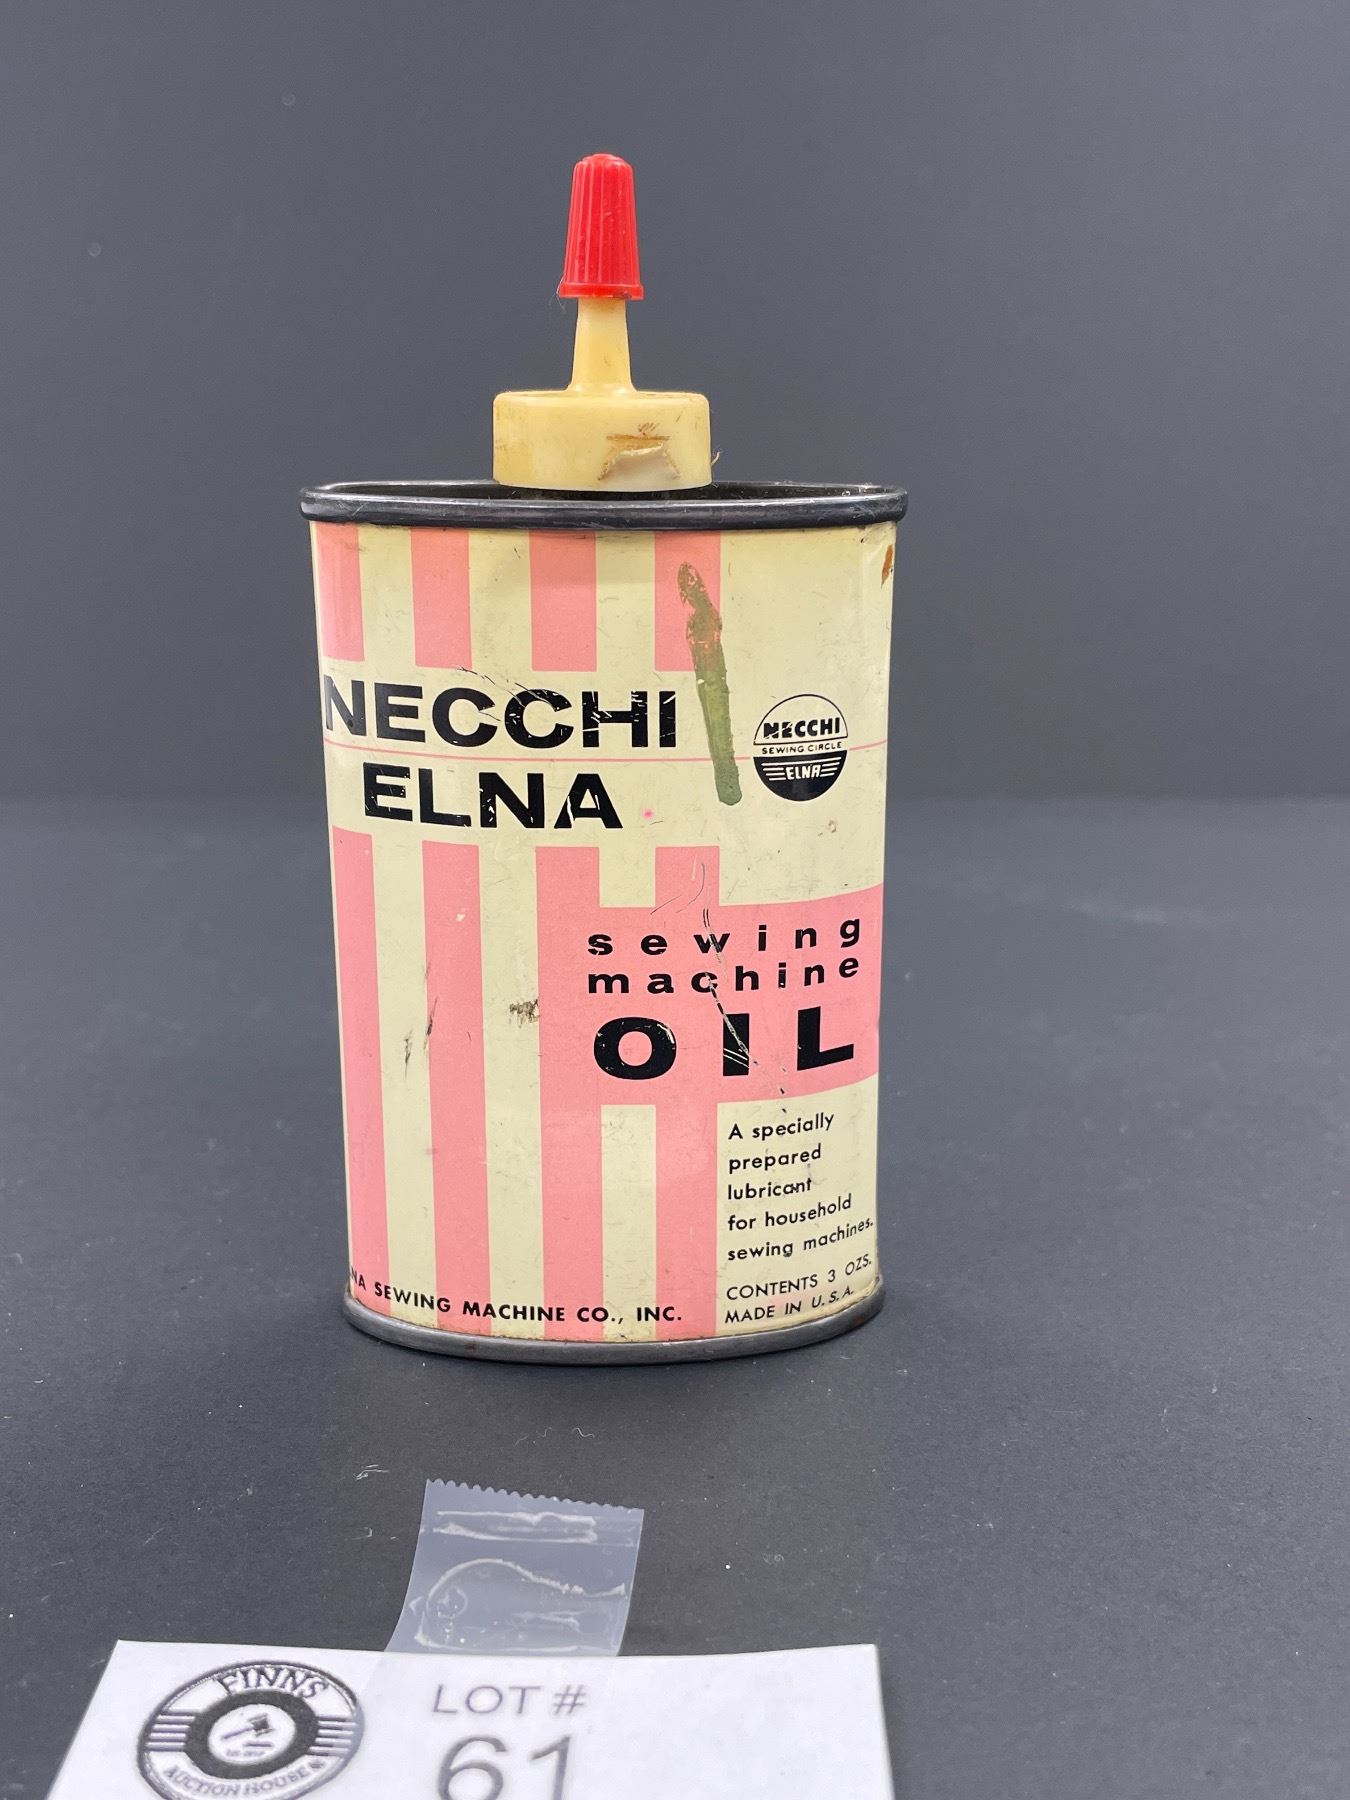 NECCHI
ELNA
NECCHI
SEWING CIRCLE
ELNA
sewing
machine
OIL
A specially
prepared
lubricant
for household
sewing machines.
CONTENTS 3 OZS.
MADE IN U.S.A.
NA SEWING MACHINE CO., INC.
FINNS
AUCTION HOUSE
LOT #
61